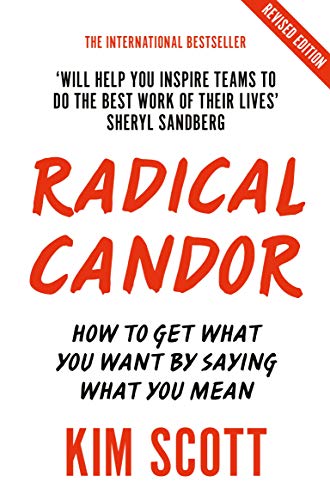 REVISED EDITION
THE INTERNATIONAL BESTSELLER
‘WILL HELP YOU INSPIRE TEAMS TO
DO THE BEST WORK OF THEIR LIVES’
SHERYL SANDBERG
RADICAL
CANDOR
HOW TO GET WHAT
YOU WANT BY SAYING
WHAT YOU MEAN
KIM SCOTT